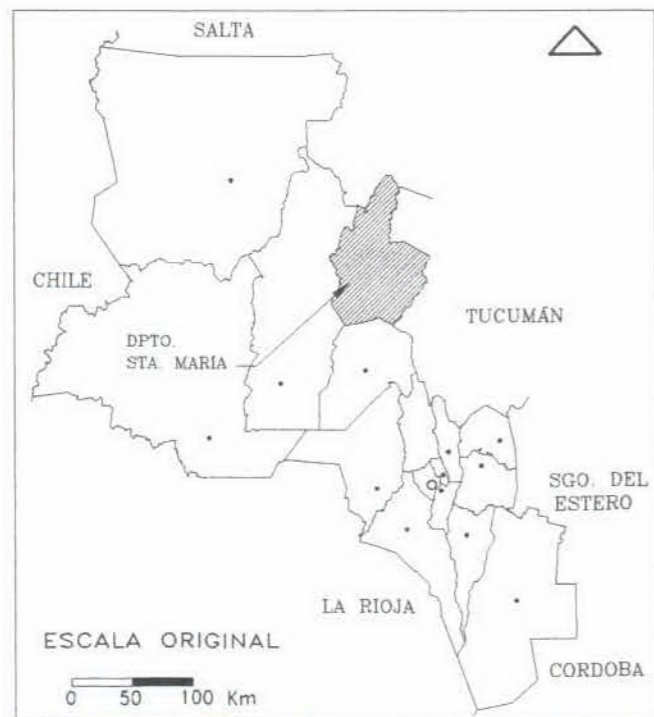 SALTA
CHILE
DPTO.
STA. MARÍA
TUCUMÁN
SGO. DEL
ESTERO
LA RIOJA
ESCALA ORIGINAL
0 50 100 Km
CORDOBA